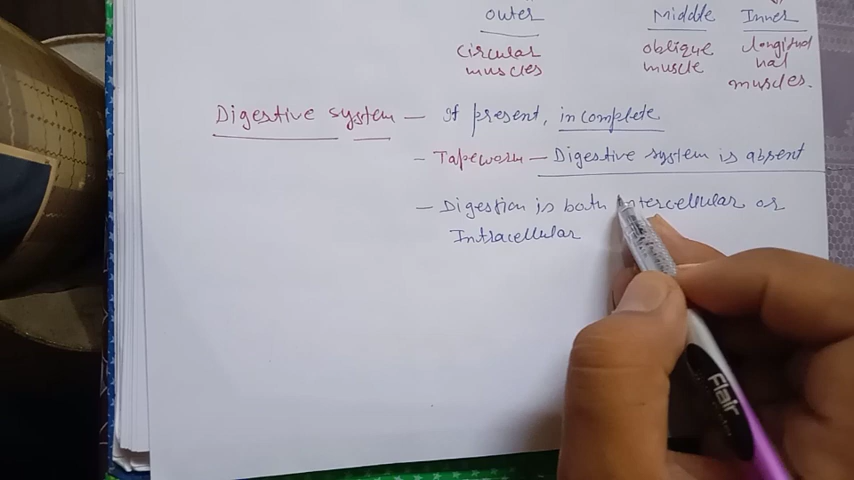 Outer Middle Inner
circular oblique longitud
muscles muscle nal
muscles.
Digestive system — If present, incomplete
- Tapeworm — Digestive system is absent
- Digestion is both Intercellular or
Intracellular
Flair